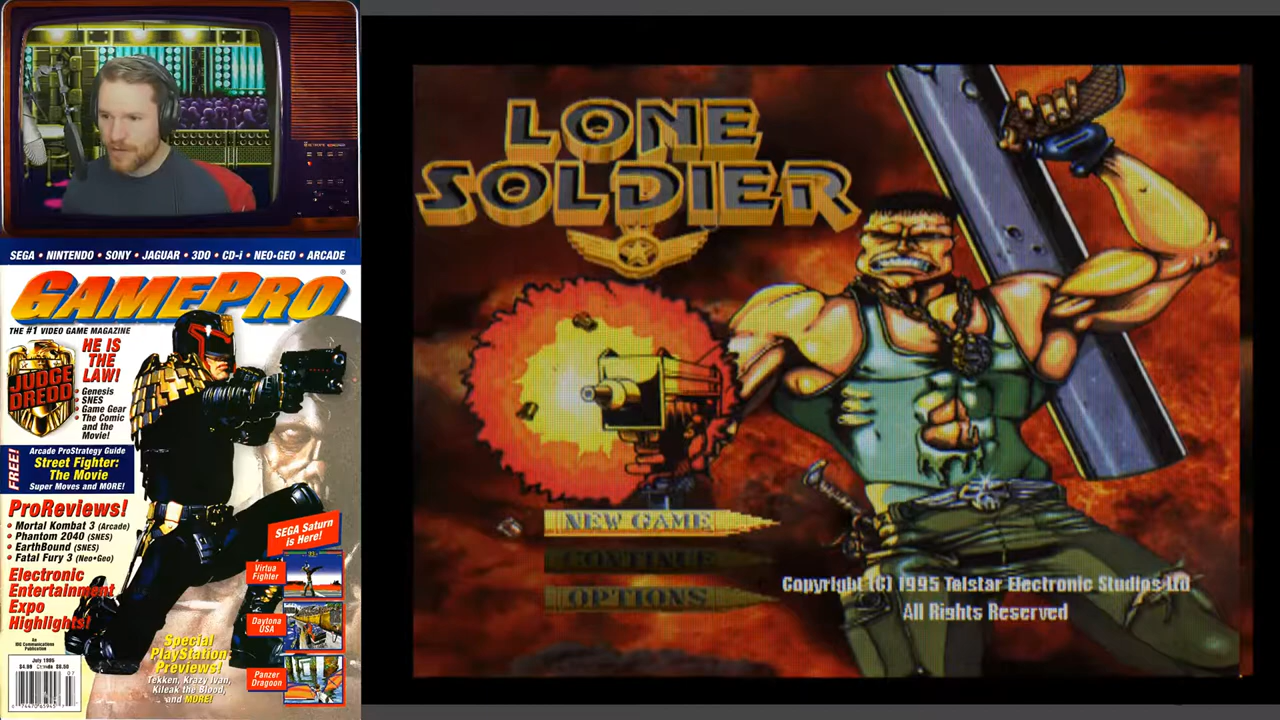 SEGA • NINTENDO • SONY • JAGUAR • 3DO • CD-i • NEO•GEO • ARCADE
GAMEPRO
THE #1 VIDEO GAME MAGAZINE
JUDGE
DREDD
HE IS
THE
LAW!
• Genesis
• SNES
• Game Gear
• The Comic
and the
Movie!
FREE!
Arcade ProStrategy Guide
Street Fighter:
The Movie
Super Moves and MORE!
ProReviews!
• Mortal Kombat 3 (Arcade)
• Phantom 2040 (SNES)
• EarthBound (SNES)
• Fatal Fury 3 (Neo•Geo)
Electronic
Entertainment
Expo
Highlights!
SEGA Saturn
is Here!
Virtua
Fighter
Daytona
USA
Panzer
Dragoon
An
IDG Communications
Publication
July 1995
Special
PlayStation
Previews!
Tekken, Krazy Ivan,
Kileak the Blood,
and MORE!
LONE
SOLDIER
NEW GAME
CONTINUE
OPTIONS
Copyright (C) 1995 Telstar Electronic Studios Ltd
All Rights Reserved